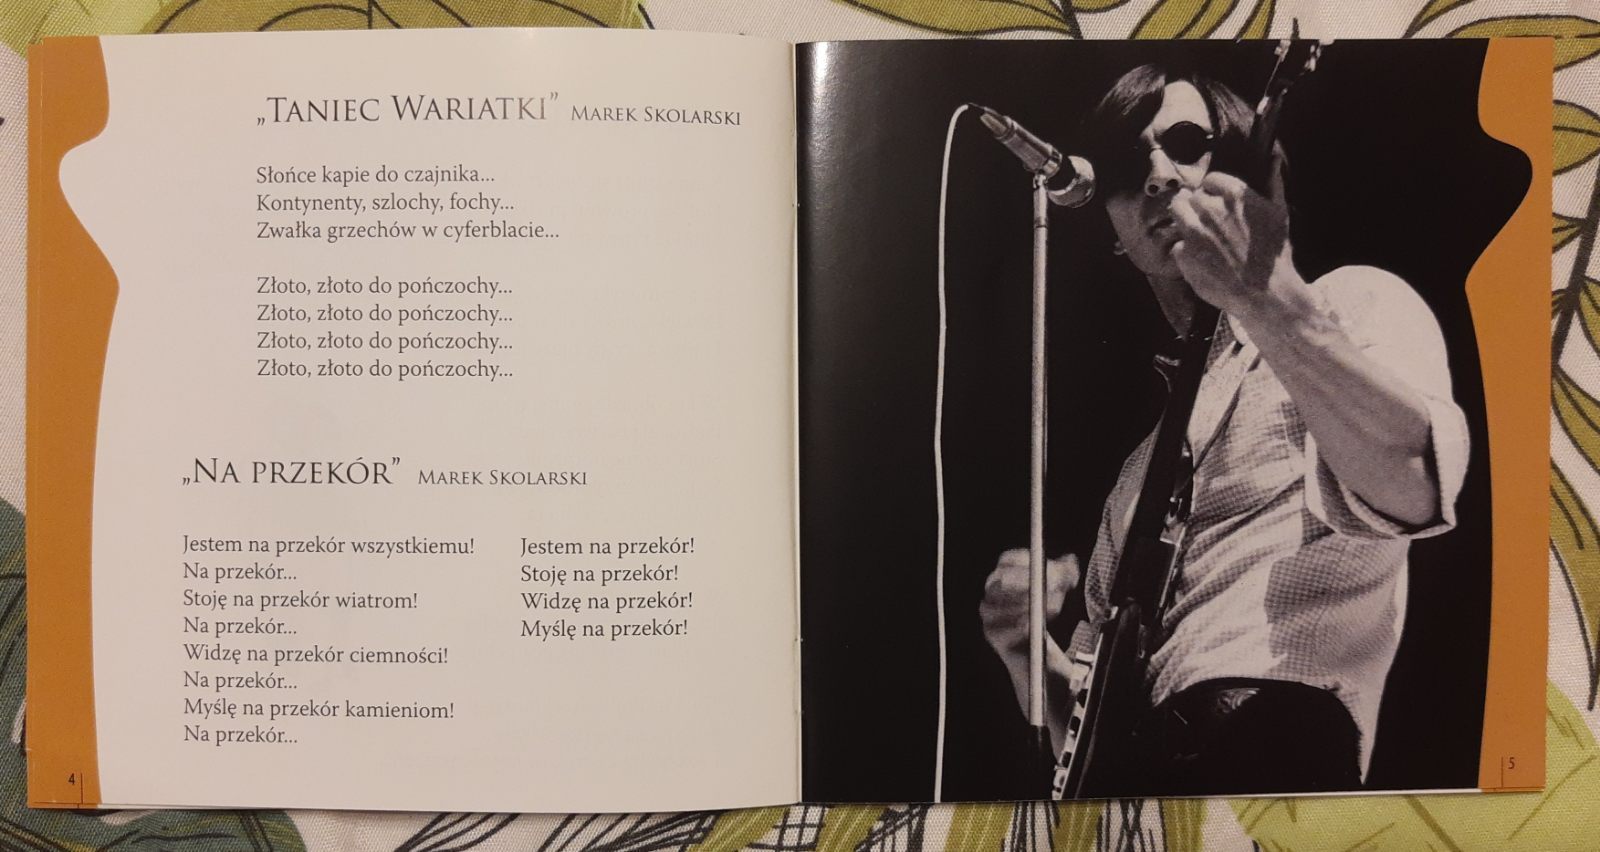 „Taniec Wariatki” Marek Skolarski
Słońce kapie do czajnika...
Kontynenty, szlochy, fochy...
Zwałka grzechów w cyferblacie...
Złoto, złoto do pończochy...
Złoto, złoto do pończochy...
Złoto, złoto do pończochy...
Złoto, złoto do pończochy...
„Na przekór” Marek Skolarski
Jestem na przekór wszystkiemu!
Na przekór...
Stoję na przekór wiatrom!
Na przekór...
Widzę na przekór ciemności!
Na przekór...
Myślę na przekór kamieniom!
Na przekór...
Jestem na przekór!
Stoję na przekór!
Widzę na przekór!
Myślę na przekór!
4
5